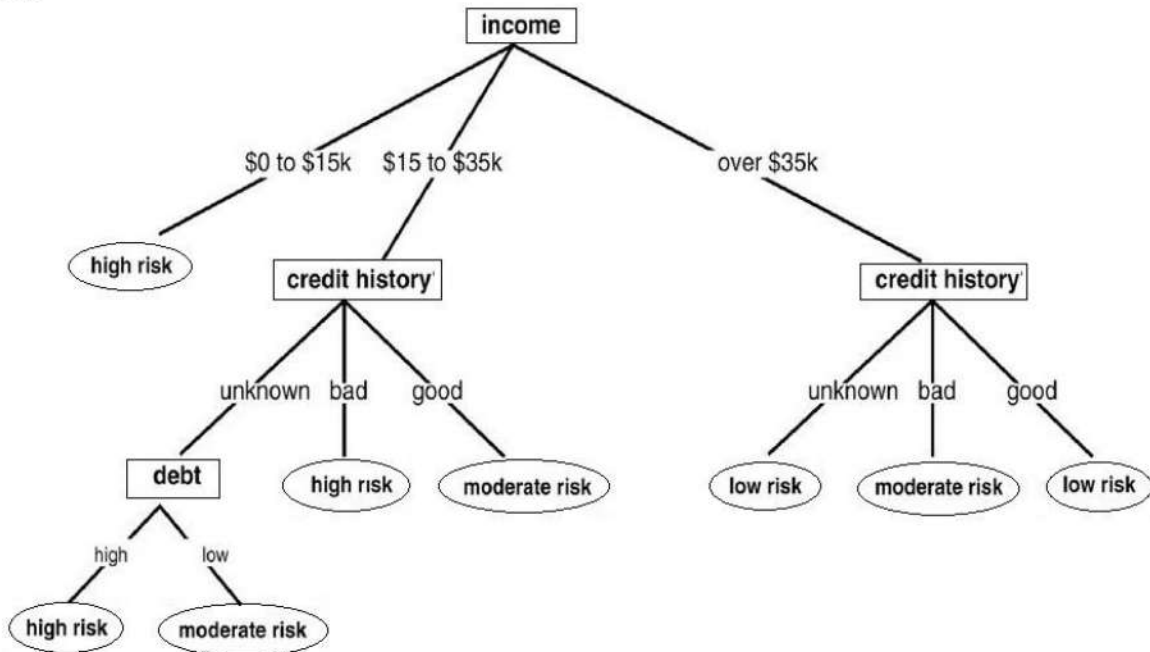 income
$0 to $15k $15 to $35k over $35k
high risk
credit history credit history
unknown bad good unknown bad good
debt
high risk moderate risk low risk moderate risk low risk
high low
high risk moderate risk